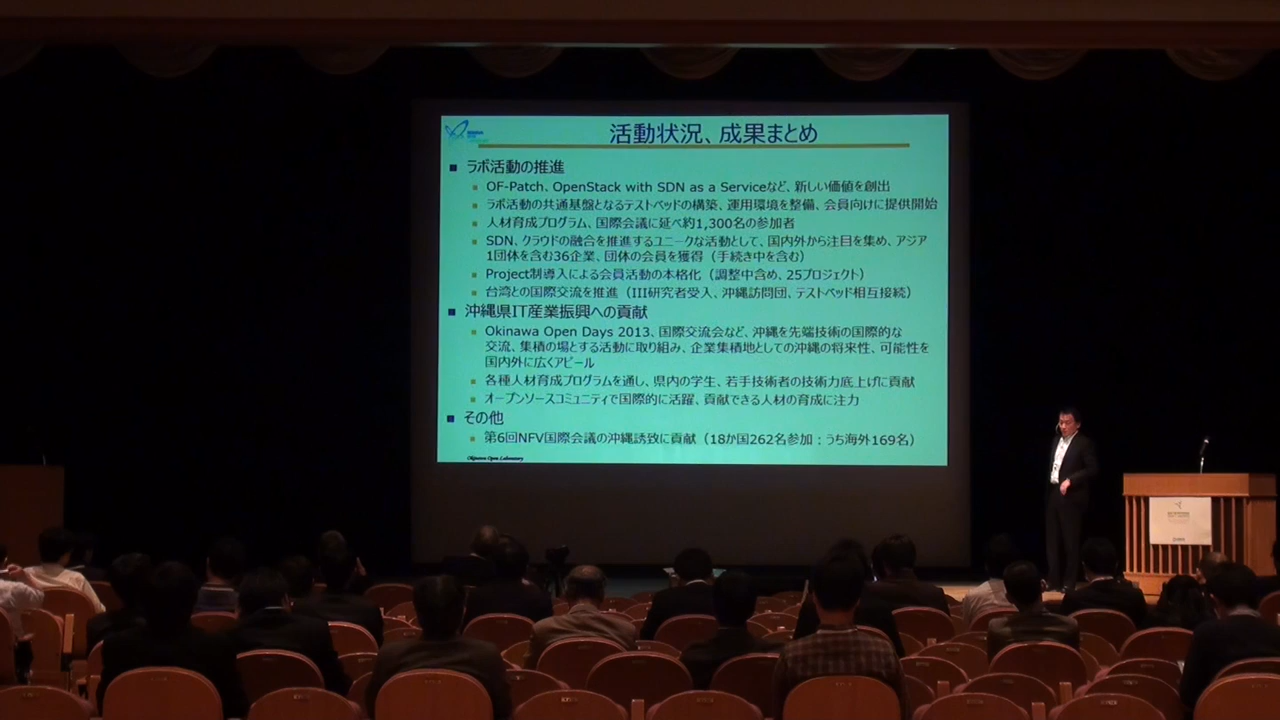 活動状況、成果まとめ
■ ラボ活動の推進
■ OF-Patch、OpenStack with SDN as a Serviceなど、新しい価値を創出
■ ラボ活動の共通基盤となるテストベッドの構築、運用環境を整備、会員向けに提供開始
■ 人材育成プログラム、国際会議に延べ約1,300名の参加者
■ SDN、クラウドの融合を推進するユニークな活動として、国内外から注目を集め、アジア
1団体を含む36企業、団体の会員を獲得（手続き中を含む）
■ Project制導入による会員活動の本格化（調整中含め、25プロジェクト）
■ 台湾との国際交流を推進（III研究者受入、沖縄訪問団、テストベッド相互接続）
■ 沖縄県IT産業振興への貢献
■ Okinawa Open Days 2013、国際交流会など、沖縄を先端技術の国際的な
交流、集積の場とする活動に取り組み、企業集積地としての沖縄の将来性、可能性を
国内外に広くアピール
■ 各種人材育成プログラムを通し、県内の学生、若手技術者の技術力底上げに貢献
■ オープンソースコミュニティで国際的に活躍、貢献できる人材の育成に注力
■ その他
■ 第6回NFV国際会議の沖縄誘致に貢献（18か国262名参加：うち海外169名）
Okinawa Open Laboratory